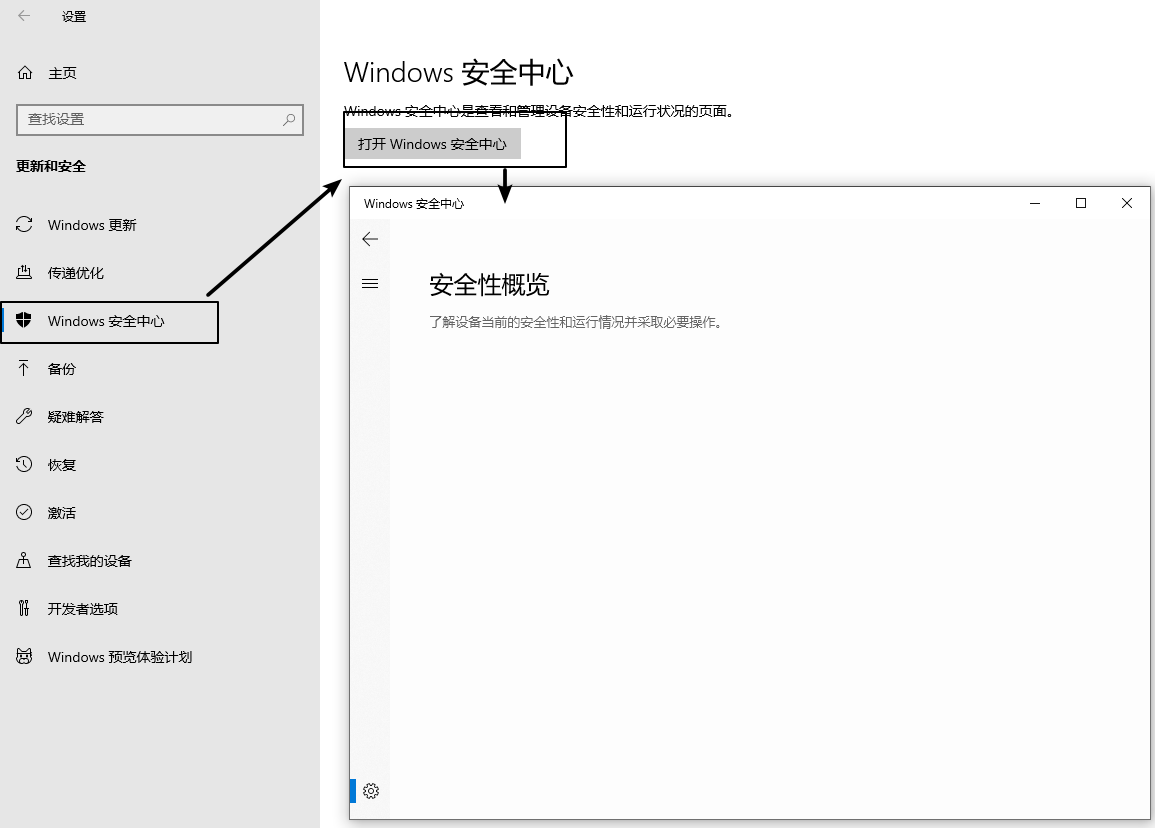 设置
主页
查找设置
更新和安全
Windows 更新
传递优化
Windows 安全中心
备份
疑难解答
恢复
激活
查找我的设备
开发者选项
Windows 预览体验计划
Windows 安全中心
Windows 安全中心是查看和管理设备安全性和运行状况的页面。
打开 Windows 安全中心
Windows 安全中心
安全性概览
了解设备当前的安全性和运行情况并采取必要操作。